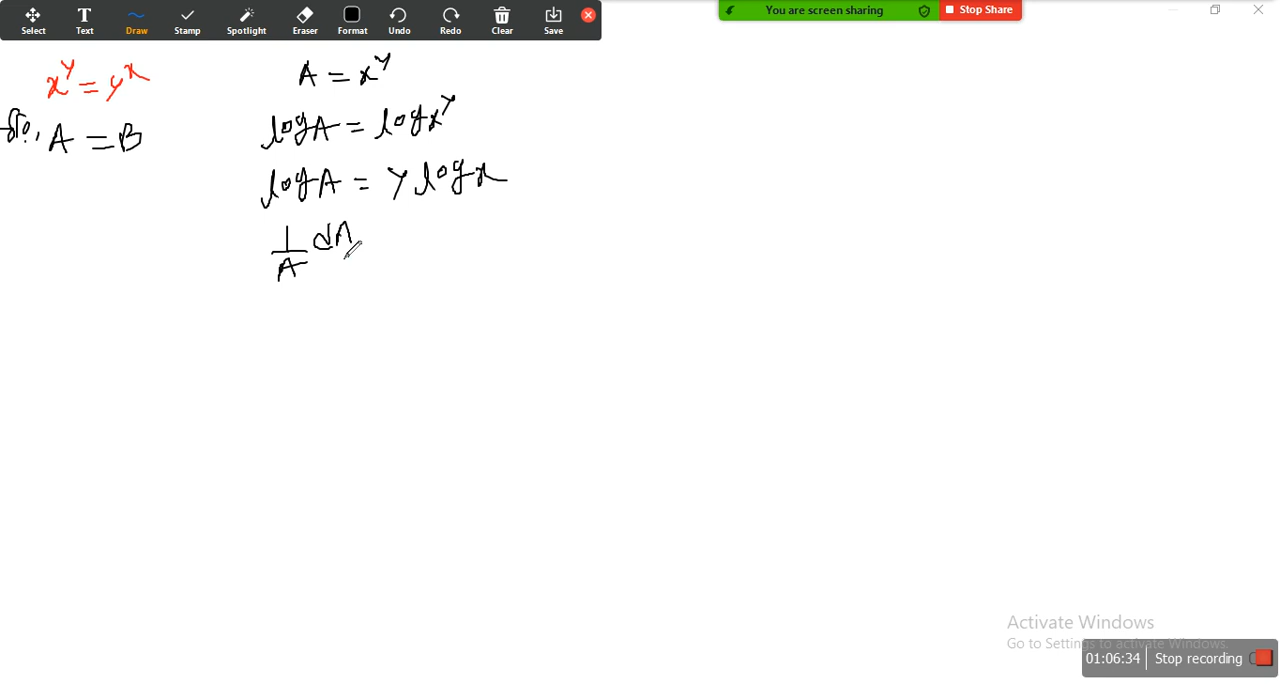 Select Text Draw Stamp Spotlight Eraser Format Undo Redo Clear Save
You are screen sharing Stop Share
x^y = y^x
A = B
A = x^y
log A = log x^y
log A = y log x
1/A dA
Activate Windows
Go to Settings to activate Windows.
01:06:34 Stop recording